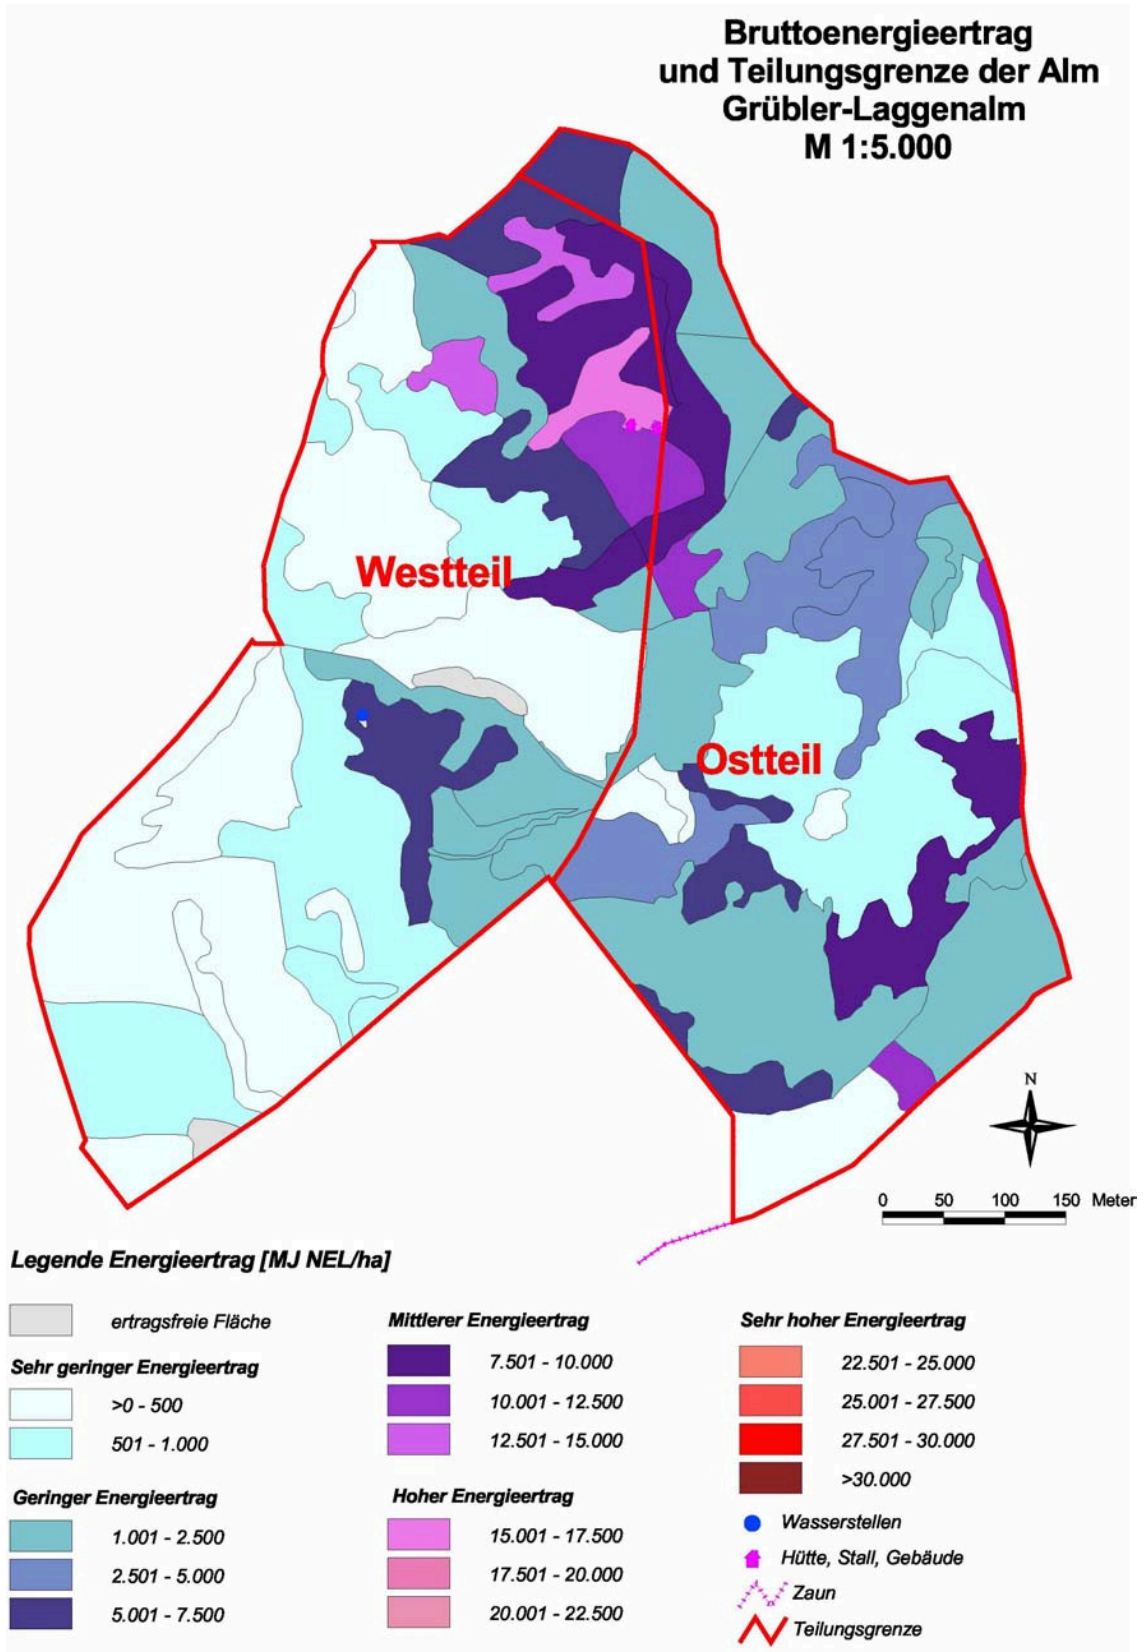 Bruttoenergieertrag
und Teilungsgrenze der Alm
Grübler-Laggenalm
M 1:5.000
Westteil
Ostteil
N
0 50 100 150 Meter
Legende Energieertrag [MJ NEL/ha]
ertragsfreie Fläche
Sehr geringer Energieertrag
>0 - 500
501 - 1.000
Geringer Energieertrag
1.001 - 2.500
2.501 - 5.000
5.001 - 7.500
Mittlerer Energieertrag
7.501 - 10.000
10.001 - 12.500
12.501 - 15.000
Hoher Energieertrag
15.001 - 17.500
17.501 - 20.000
20.001 - 22.500
Sehr hoher Energieertrag
22.501 - 25.000
25.001 - 27.500
27.501 - 30.000
>30.000
Wasserstellen
Hütte, Stall, Gebäude
Zaun
Teilungsgrenze